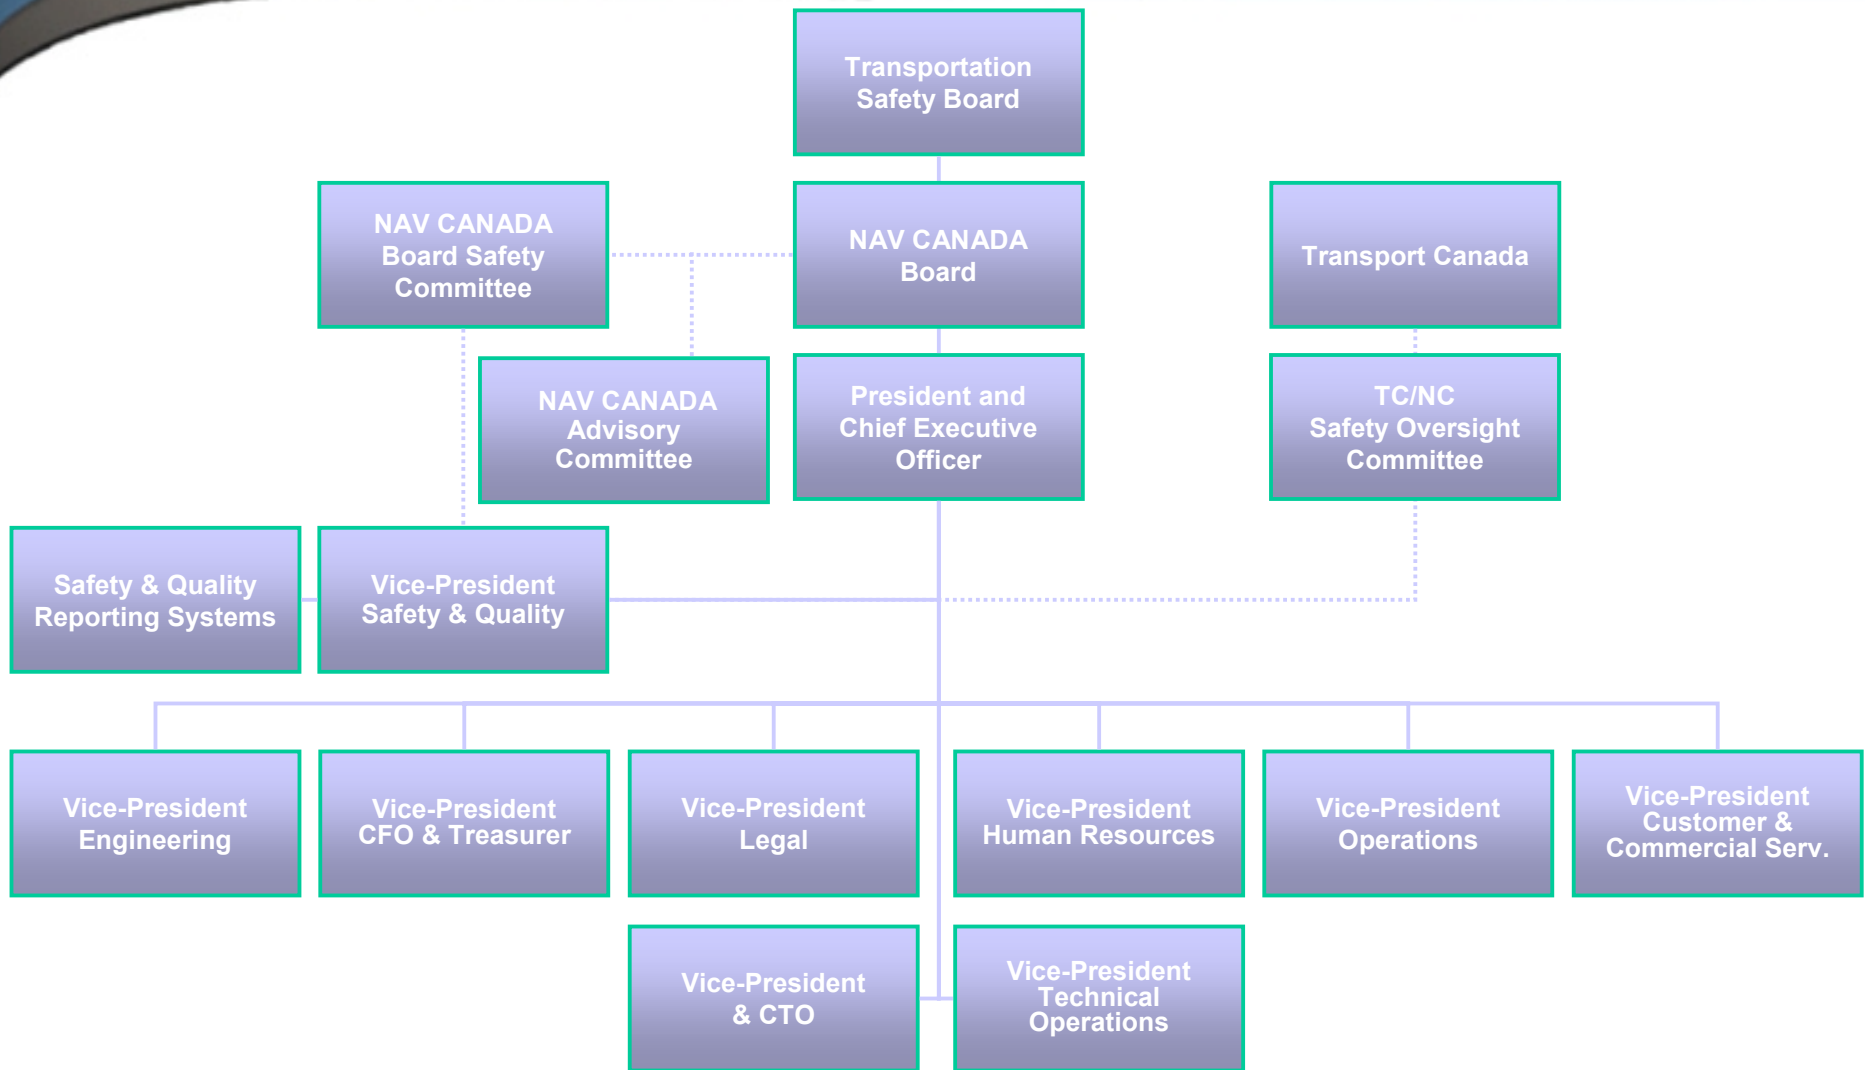 Transportation
Safety Board
NAV CANADA
Board Safety
Committee
NAV CANADA
Board
Transport Canada
NAV CANADA
Advisory
Committee
President and
Chief Executive
Officer
TC/NC
Safety Oversight
Committee
Safety & Quality
Reporting Systems
Vice-President
Safety & Quality
Vice-President
Engineering
Vice-President
CFO & Treasurer
Vice-President
Legal
Vice-President
Human Resources
Vice-President
Operations
Vice-President
Customer &
Commercial Serv.
Vice-President
& CTO
Vice-President
Technical
Operations